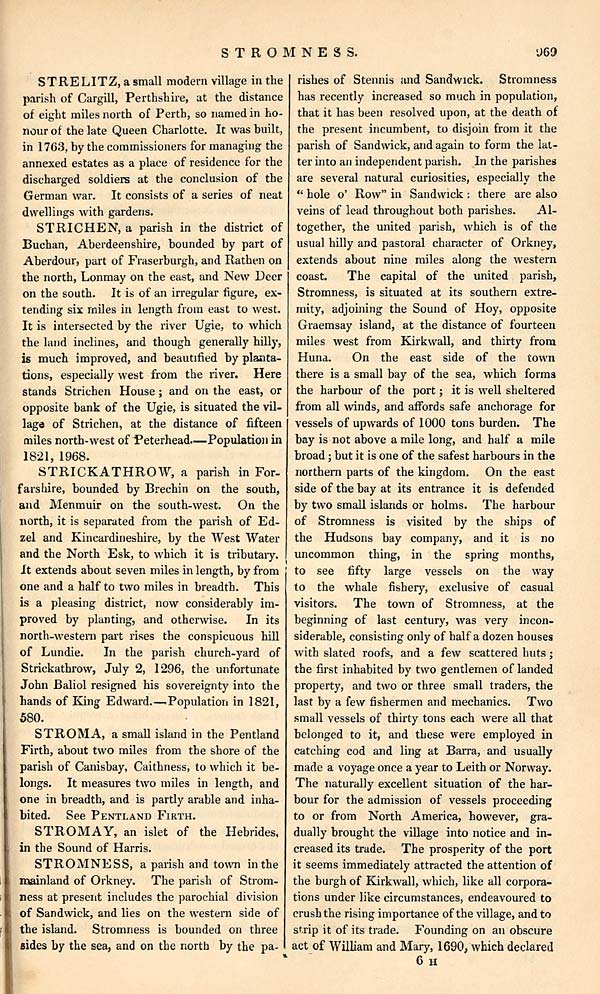 STROMNESS.
969
STRELITZ, a small modern village in the
parish of Cargill, Perthshire, at the distance
of eight miles north of Perth, so named in ho-
nour of the late Queen Charlotte. It was built,
in 1763, by the commissioners for managing the
annexed estates as a place of residence for the
discharged soldiers at the conclusion of the
German war. It consists of a series of neat
dwellings with gardens.
STRICHEN, a parish in the district of
Buchan, Aberdeenshire, bounded by part of
Aberdour, part of Fraserburgh, and Rathen on
the north, Lonmay on the east, and New Deer
on the south. It is of an irregular figure, ex-
tending six miles in length from east to west.
It is intersected by the river Ugie, to which
the land inclines, and though generally hilly,
is much improved, and beautified by planta-
tions, especially west from the river. Here
stands Strichen House; and on the east, or
opposite bank of the Ugie, is situated the vil-
lage of Strichen, at the distance of fifteen
miles north-west of Peterhead.—Population in
1821, 1968.
STRICKATHROW, a parish in For-
farshire, bounded by Brechin on the south,
and Menmuir on the south-west. On the
north, it is separated from the parish of Ed-
zel and Kincardineshire, by the West Water
and the North Esk, to which it is tributary.
It extends about seven miles in length, by from
one and a half to two miles in breadth. This
is a pleasing district, now considerably im-
proved by planting, and otherwise. In its
north-western part rises the conspicuous hill
of Lundie. In the parish church-yard of
Strickathrow, July 2, 1296, the unfortunate
John Baliol resigned his sovereignty into the
hands of King Edward.—Population in 1821,
580.
STROMA, a small island in the Pentland
Firth, about two miles from the shore of the
parish of Canisbay, Caithness, to which it be-
longs. It measures two miles in length, and
one in breadth, and is partly arable and inha-
bited. See PENTLAND FIRTH.
STROMAY, an islet of the Hebrides,
in the Sound of Harris.
STROMNESS, a parish and town in the
mainland of Orkney. The parish of Strom-
ness at present includes the parochial division
of Sandwick, and lies on the western side of
the island. Stromness is bounded on three
sides by the sea, and on the north by the pa-
rishes of Stennis and Sandwick. Stromness
has recently increased so much in population,
that it has been resolved upon, at the death of
the present incumbent, to disjoin from it the
parish of Sandwick, and again to form the lat-
ter into an independent parish. In the parishes
are several natural curiosities, especially the
“hole o' Row” in Sandwick: there are also
veins of lead throughout both parishes. Al-
together, the united parish, which is of the
usual hilly and pastoral character of Orkney,
extends about nine miles along the western
coast. The capital of the united parish,
Stromness, is situated at its southern extre-
mity, adjoining the Sound of Hoy, opposite
Graemsay island, at the distance of fourteen
miles west from Kirkwall, and thirty from
Huna. On the east side of the town
there is a small bay of the sea, which forms
the harbour of the port; it is well sheltered
from all winds, and affords safe anchorage for
vessels of upwards of 1000 tons burden. The
bay is not above a mile long, and half a mile
broad; but it is one of the safest harbours in the
northern parts of the kingdom. On the east
side of the bay at its entrance it is defended
by two small islands or holms. The harbour
of Stromness is visited by the ships of
the Hudsons bay company, and it is no
uncommon thing, in the spring months,
to see fifty large vessels on the way
to the whale fishery, exclusive of casual
visitors. The town of Stromness, at the
beginning of last century, was very incon-
siderable, consisting only of half a dozen houses
with slated roofs, and a few scattered huts;
the first inhabited by two gentlemen of landed
property, and two or three small traders, the
last by a few fishermen and mechanics. Two
small vessels of thirty tons each were all that
belonged to it, and these were employed in
catching cod and ling at Barra, and usually
made a voyage once a year to Leith or Norway.
The naturally excellent situation of the har-
bour for the admission of vessels proceeding
to or from North America, however, gra-
dually brought the village into notice and in-
creased its trade. The prosperity of the port
it seems immediately attracted the attention of
the burgh of Kirkwall, which, like all corpora-
tions under like circumstances, endeavoured to
crush the rising importance of the village, and to
strip it of its trade. Founding on an obscure
act of William and Mary, 1690, which declared
6 H